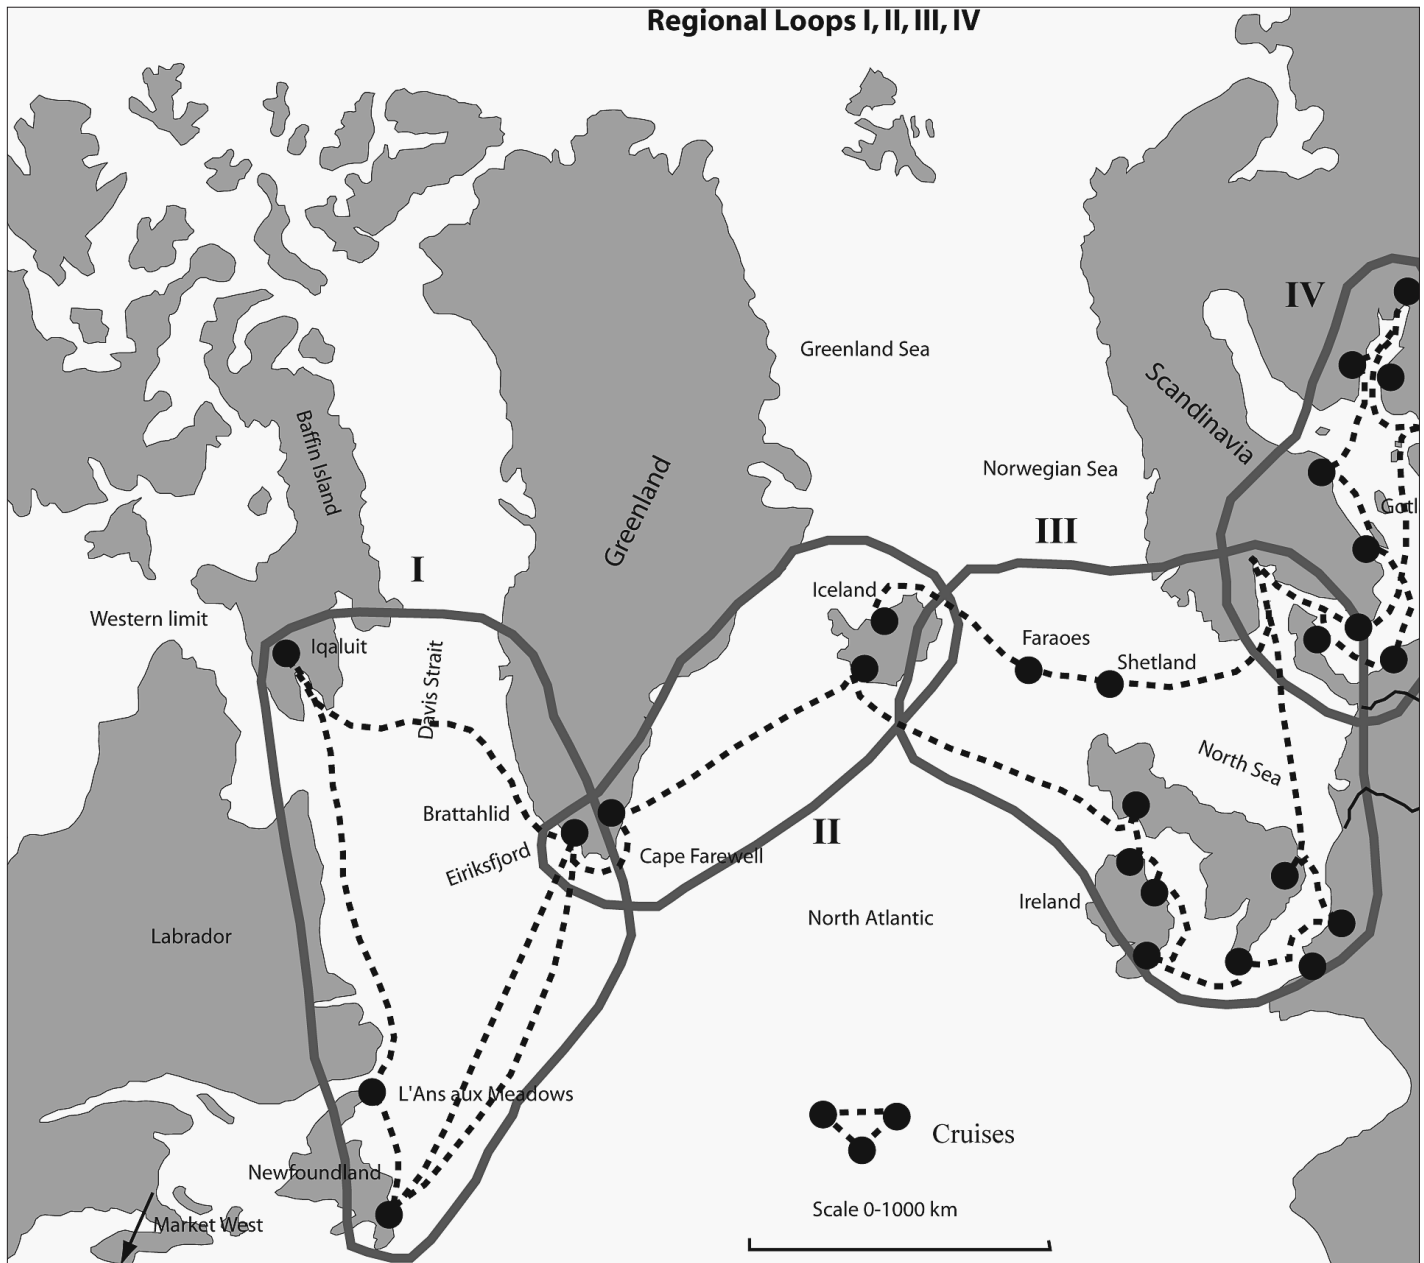 Regional Loops I, II, III, IV
IV
Greenland Sea
Scandinavia
Baffin Island
Norwegian Sea
Greenland
Gotl
III
I
Iceland
Western limit
Iqaluit
Faraoes
Shetland
Davis Strait
North Sea
Brattahlid
II
Eiriksfjord
Cape Farewell
Ireland
North Atlantic
Labrador
L'Ans aux Meadows
Cruises
Newfoundland
Scale 0-1000 km
Market West